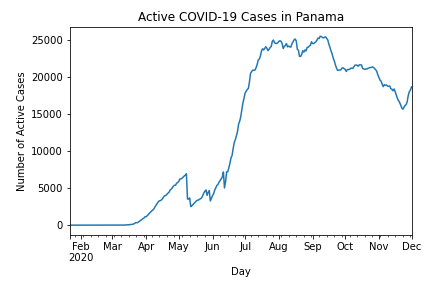 Active COVID-19 Cases in Panama
Number of Active Cases
25000
20000
15000
10000
5000
0
Feb Mar Apr May Jun Jul Aug Sep Oct Nov Dec
2020
Day